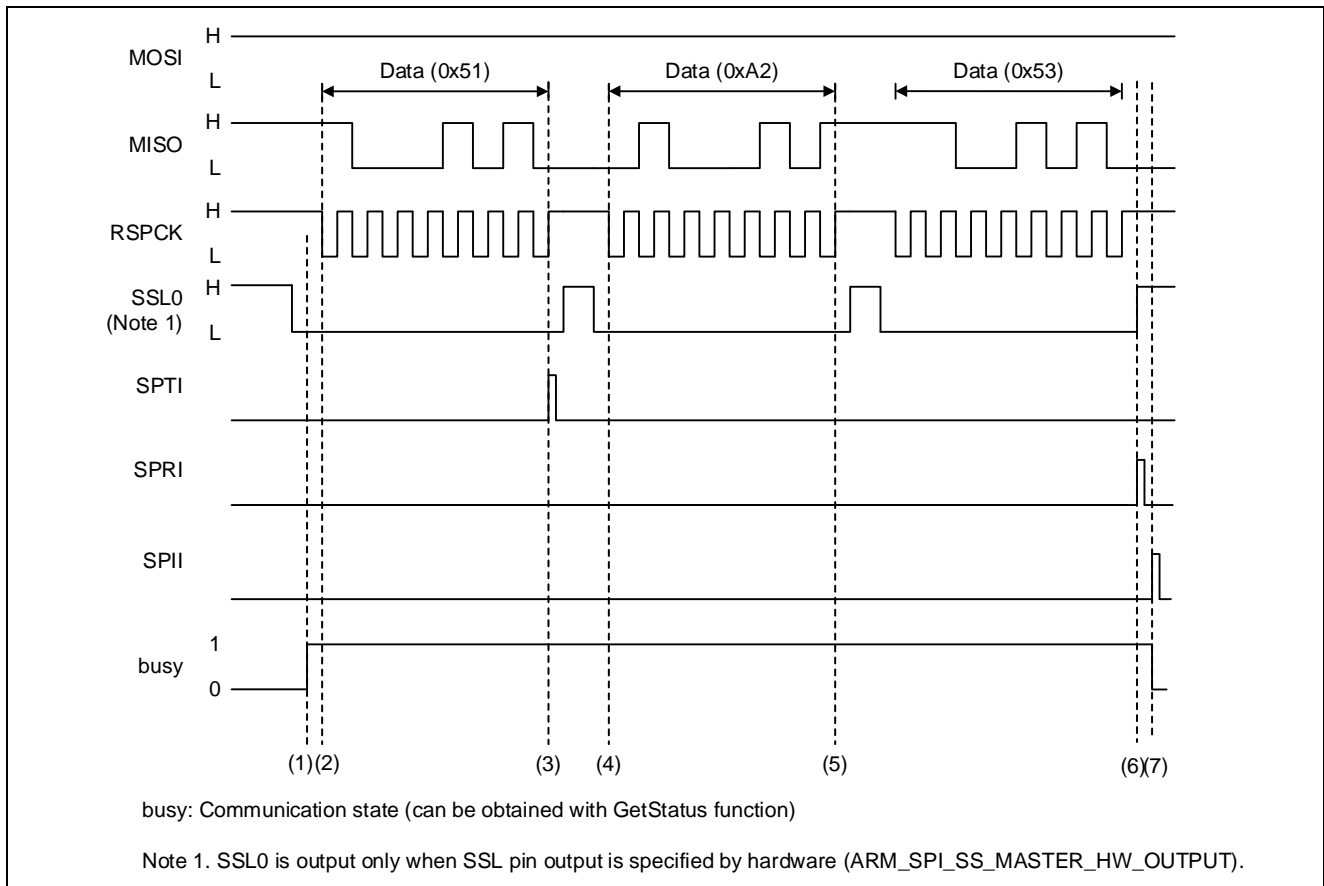 MOSI
H
L
Data (0x51)
Data (0xA2)
Data (0x53)
MISO
H
L
RSPCK
H
L
SSL0
(Note 1)
H
L
SPTI
SPRI
SPII
busy
1
0
(1)(2) (3) (4) (5) (6)(7)
busy: Communication state (can be obtained with GetStatus function)
Note 1. SSL0 is output only when SSL pin output is specified by hardware (ARM_SPI_SS_MASTER_HW_OUTPUT).